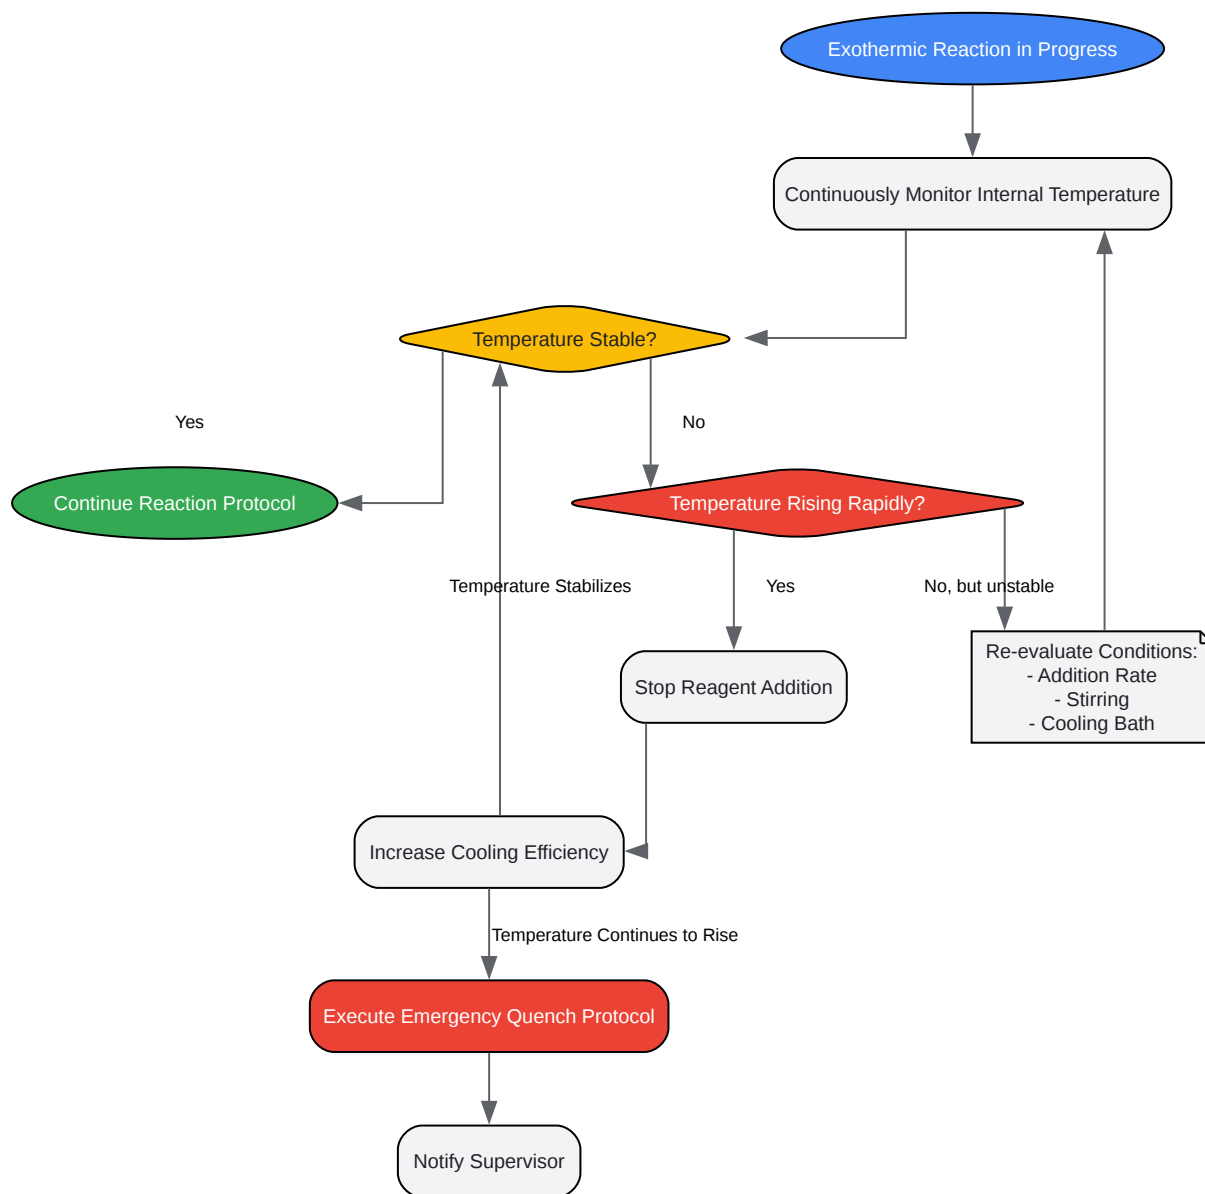 Exothermic Reaction in Progress
Continuously Monitor Internal Temperature
Temperature Stable?
Yes
No
Continue Reaction Protocol
Temperature Rising Rapidly?
Temperature Stabilizes
Yes
No, but unstable
Stop Reagent Addition
Re-evaluate Conditions:
- Addition Rate
- Stirring
- Cooling Bath
Increase Cooling Efficiency
Temperature Continues to Rise
Execute Emergency Quench Protocol
Notify Supervisor